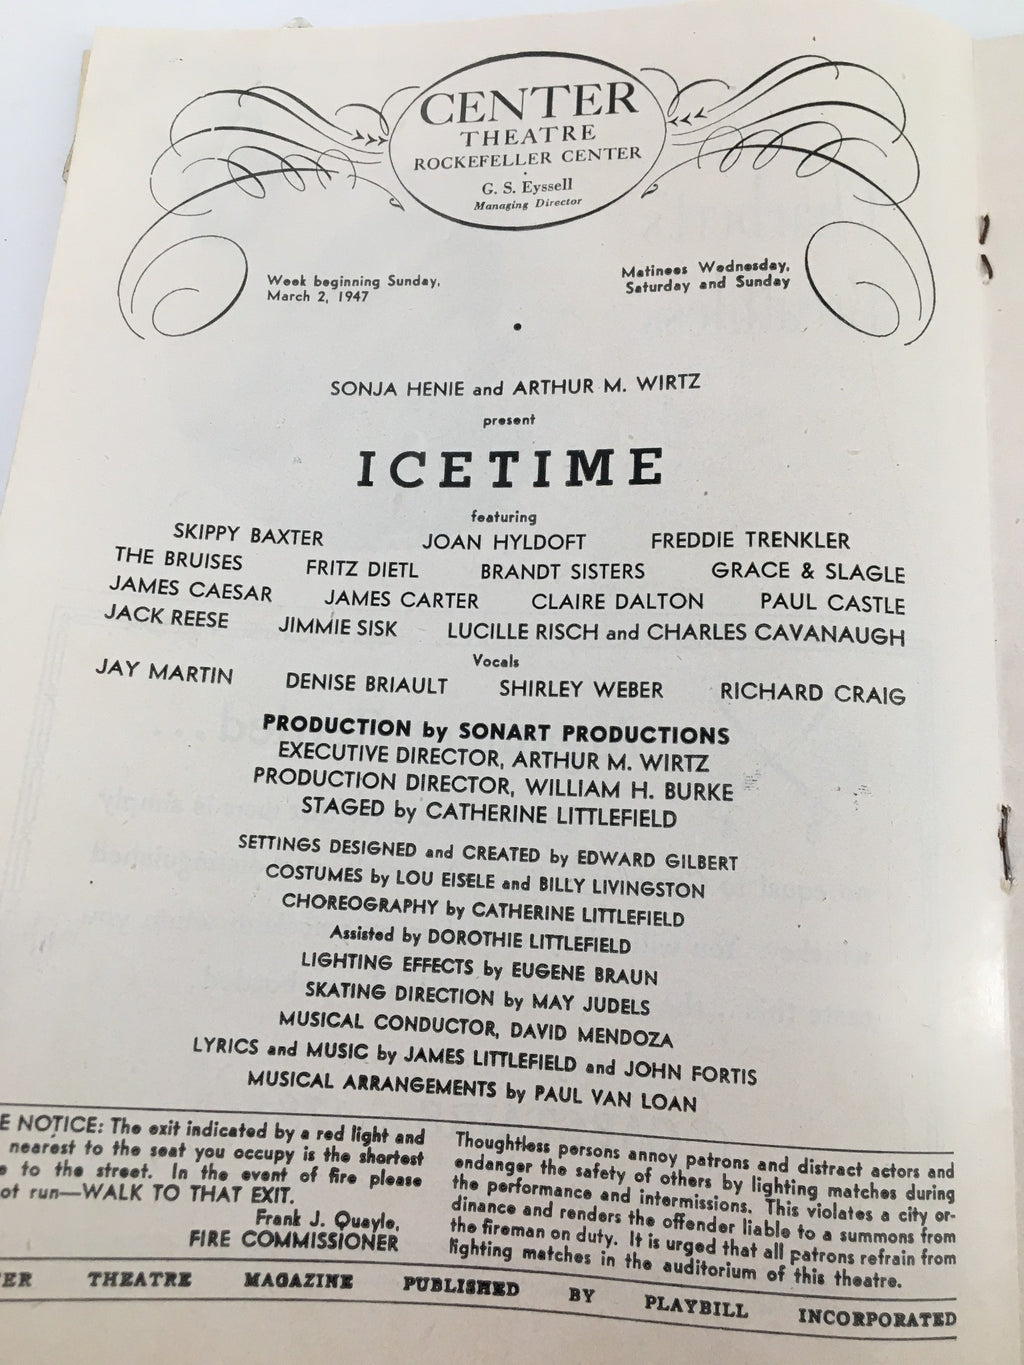 CENTER
THEATRE
ROCKEFELLER CENTER
G. S. Eyssell
Managing Director
Week beginning Sunday,
March 2, 1947
Matinees Wednesday,
Saturday and Sunday
SONJA HENIE and ARTHUR M. WIRTZ
present
ICETIME
featuring
SKIPPY BAXTER JOAN HYLDOFT FREDDIE TRENKLER
THE BRUISES FRITZ DIETL BRANDT SISTERS GRACE & SLAGLE
JAMES CAESAR JAMES CARTER CLAIRE DALTON PAUL CASTLE
JACK REESE JIMMIE SISK LUCILLE RISCH and CHARLES CAVANAUGH
Vocals
JAY MARTIN DENISE BRIAULT SHIRLEY WEBER RICHARD CRAIG
PRODUCTION by SONART PRODUCTIONS
EXECUTIVE DIRECTOR, ARTHUR M. WIRTZ
PRODUCTION DIRECTOR, WILLIAM H. BURKE
STAGED by CATHERINE LITTLEFIELD
SETTINGS DESIGNED and CREATED by EDWARD GILBERT
COSTUMES by LOU EISELE and BILLY LIVINGSTON
CHOREOGRAPHY by CATHERINE LITTLEFIELD
Assisted by DOROTHIE LITTLEFIELD
LIGHTING EFFECTS by EUGENE BRAUN
SKATING DIRECTION by MAY JUDELS
MUSICAL CONDUCTOR, DAVID MENDOZA
LYRICS and MUSIC by JAMES LITTLEFIELD and JOHN FORTIS
MUSICAL ARRANGEMENTS by PAUL VAN LOAN
E NOTICE: The exit indicated by a red light and
nearest to the seat you occupy is the shortest
e to the street. In the event of fire please
ot run—WALK TO THAT EXIT.
Frank J. Quayle,
FIRE COMMISSIONER
Thoughtless persons annoy patrons and distract actors and
endanger the safety of others by lighting matches during
the performance and intermissions. This violates a city or-
dinance and renders the offender liable to a summons from
the fireman on duty. It is urged that all patrons refrain from
lighting matches in the auditorium of this theatre.
ER THEATRE MAGAZINE PUBLISHED BY PLAYBILL INCORPORATED